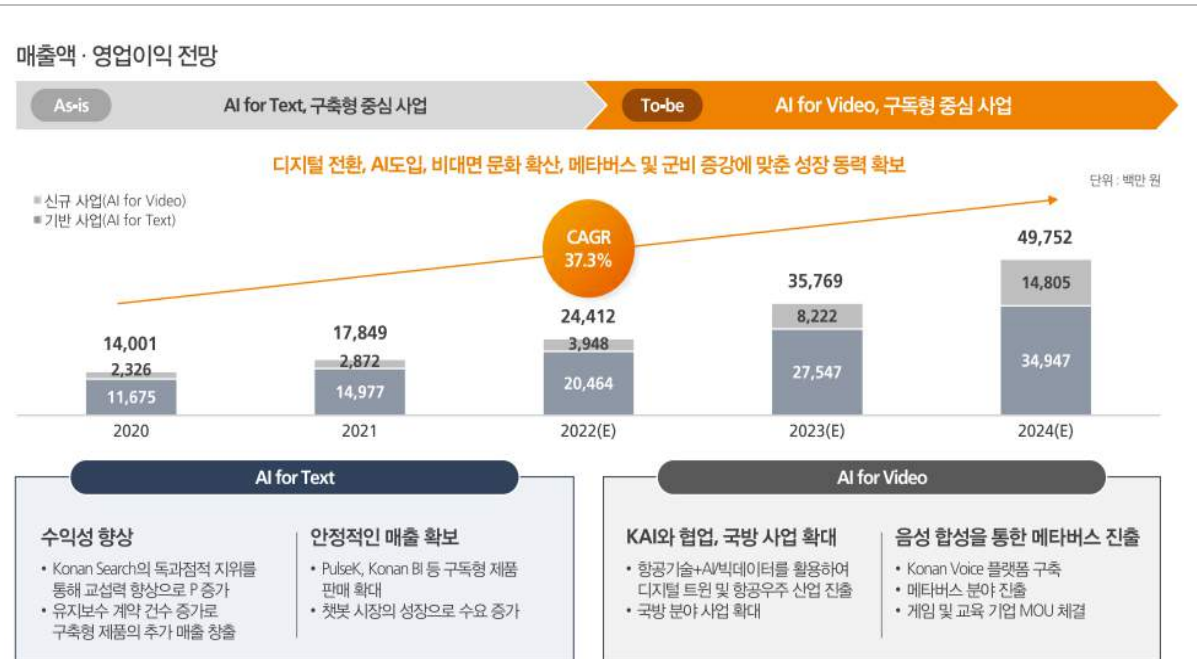 매출액 · 영업이익 전망
As-is
AI for Text, 구축형 중심 사업
To-be
AI for Video, 구독형 중심 사업
디지털 전환, AI도입, 비대면 문화 확산, 메타버스 및 군비 증강에 맞춘 성장 동력 확보
단위 : 백만 원
신규 사업(AI for Video)
기반 사업(AI for Text)
CAGR
37.3%
14,001
2,326
11,675
2020
17,849
2,872
14,977
2021
24,412
3,948
20,464
2022(E)
35,769
8,222
27,547
2023(E)
49,752
14,805
34,947
2024(E)
AI for Text
수익성 향상
• Konan Search의 독과점적 지위를
통해 교섭력 향상으로 P 증가
• 유지보수 계약 건수 증가로
구축형 제품의 추가 매출 창출
안정적인 매출 확보
• PulseK, Konan BI 등 구독형 제품
판매 확대
• 챗봇 시장의 성장으로 수요 증가
AI for Video
KAI와 협업, 국방 사업 확대
• 항공기술+AI/빅데이터를 활용하여
디지털 트윈 및 항공우주 산업 진출
• 국방 분야 사업 확대
음성 합성을 통한 메타버스 진출
• Konan Voice 플랫폼 구축
• 메타버스 분야 진출
• 게임 및 교육 기업 MOU 체결